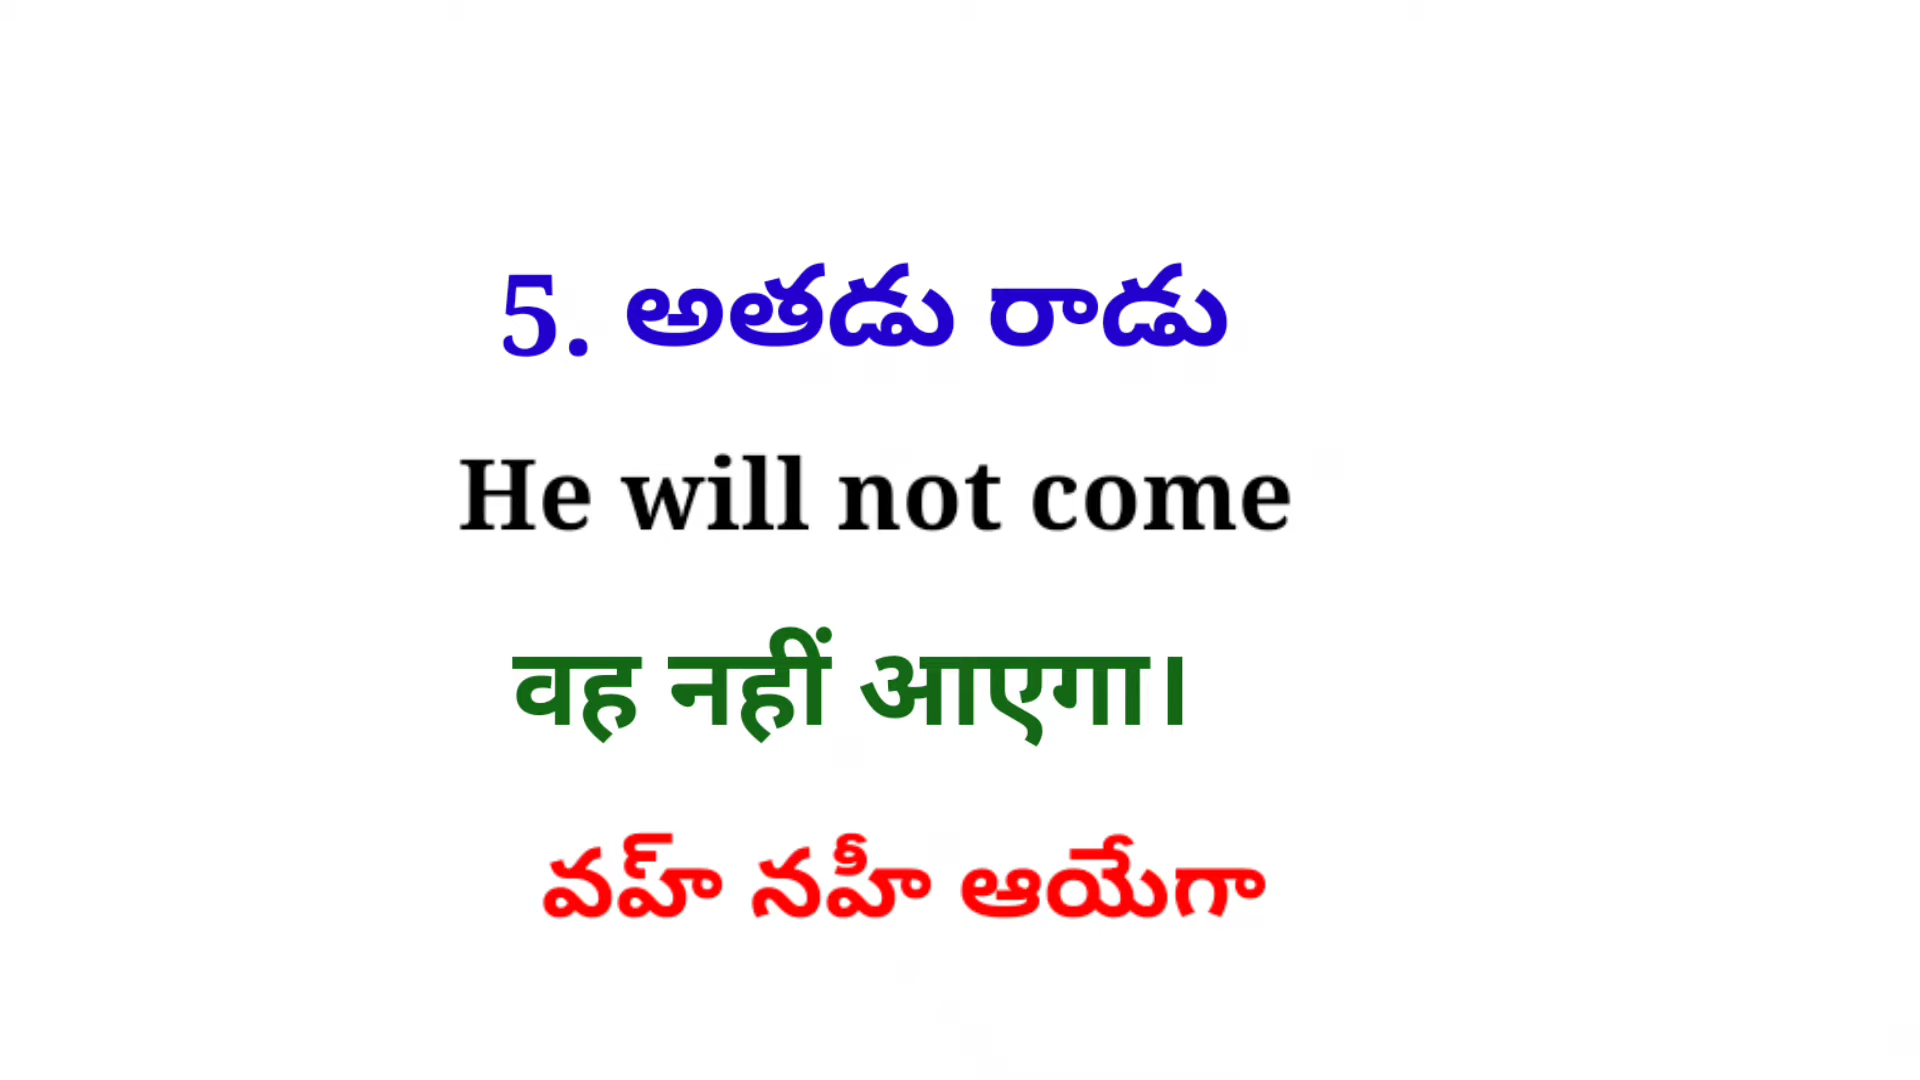 5. అతడు రాడు
He will not come
वह नहीं आएगा।
వహ్ నహీ ఆయేగా